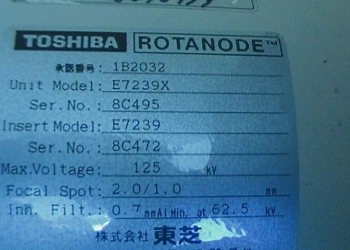 TOSHIBA ROTANODE™
承認番号: 1B2032
Unit Model: E7239X
Ser.No.: 8C495
Insert Model: E7239
Ser.No.: 8C472
Max.Voltage: 125 kV
Focal Spot: 2.0/1.0 mm
Inh. Filt.: 0.7 mmAl Min. at 62.5 kV
株式会社 東芝